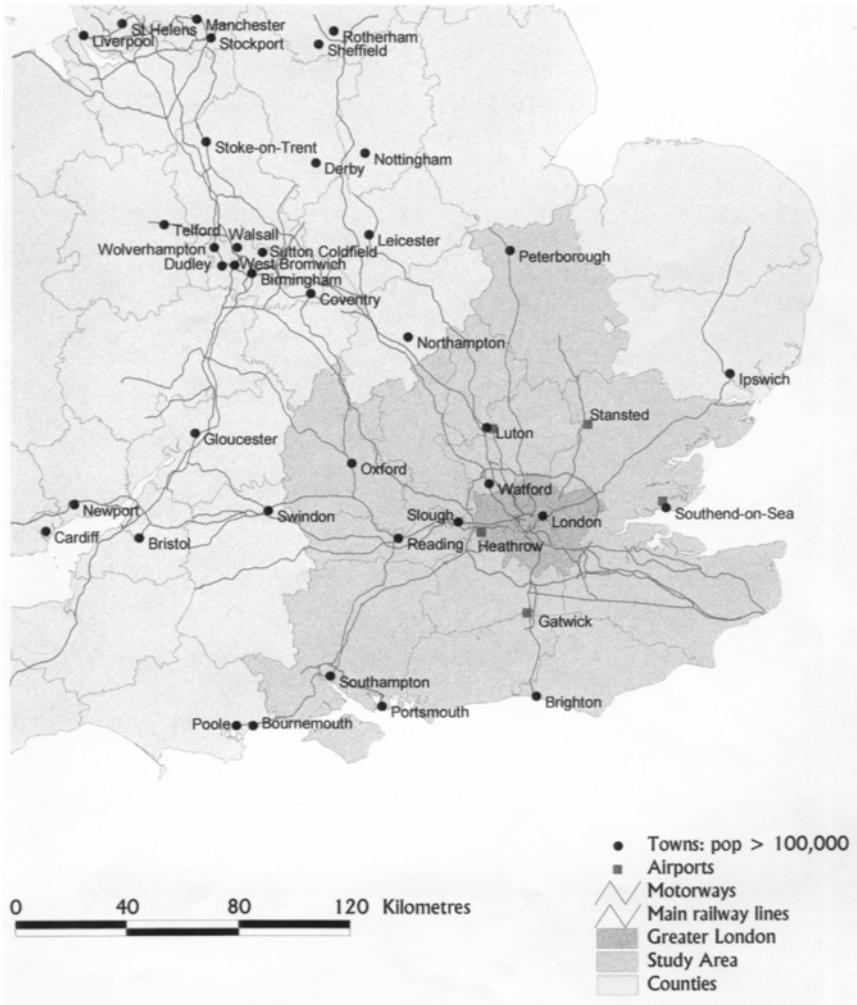 Manchester
St Helens
Liverpool
Stockport
Rotherham
Sheffield
Stoke-on-Trent
Nottingham
Derby
Telford
Walsall
Leicester
Wolverhampton
Sutton Coldfield
Peterborough
Dudley
West Bromwich
Birmingham
Coventry
Northampton
Ipswich
Stansted
Luton
Gloucester
Oxford
Watford
Newport
Swindon
Slough
London
Southend-on-Sea
Cardiff
Bristol
Reading
Heathrow
Gatwick
Southampton
Brighton
Portsmouth
Poole
Bournemouth
Towns: pop > 100,000
Airports
Motorways
Main railway lines
Greater London
Study Area
Counties
0 40 80 120 Kilometres